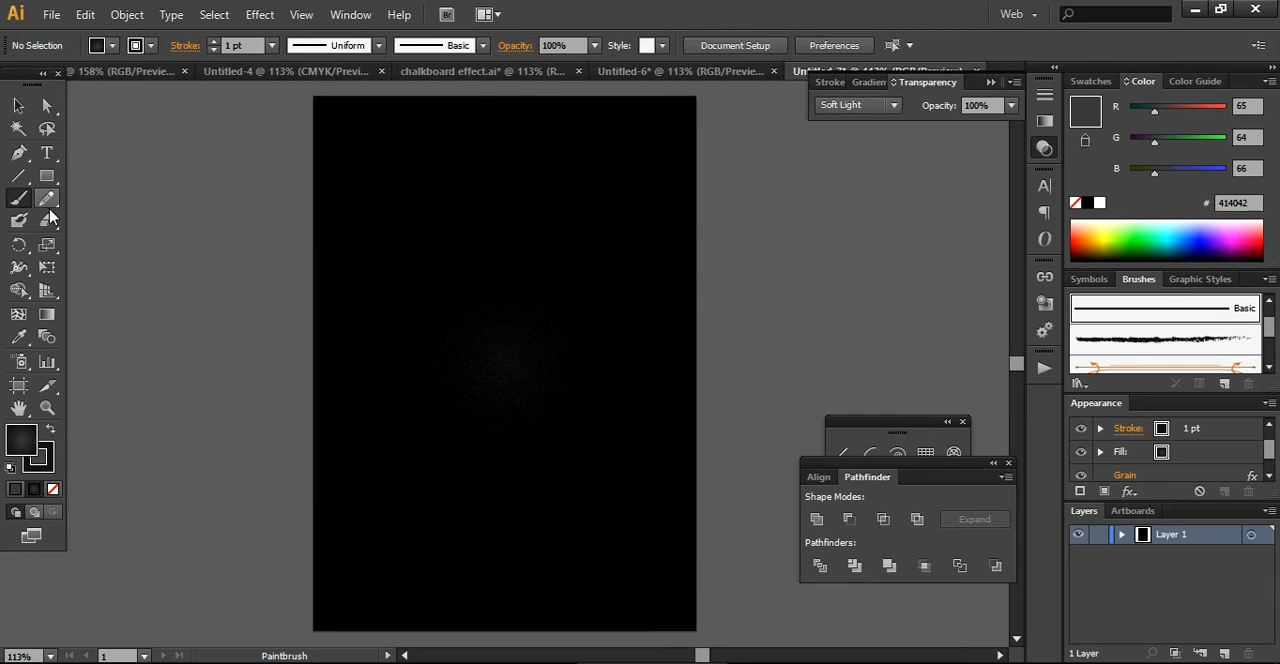 Ai File Edit Object Type Select Effect View Window Help Br Web
No Selection Stroke: 1 pt Uniform Basic Opacity: 100% Style: Document Setup Preferences
@ 158% (RGB/Previe... Untitled-4 @ 113% (CMYK/Previ... chalkboard effect.ai* @ 113% (R... Untitled-6* @ 113% (RGB/Previe...
Stroke Gradien Transparency
Soft Light Opacity: 100%
Swatches Color Color Guide
R 65
G 64
B 66
# 414042
Symbols Brushes Graphic Styles
Basic
Appearance
Stroke: 1 pt
Fill:
Grain fx
fx
Layers Artboards
Layer 1
1 Layer
Align Pathfinder
Shape Modes:
Expand
Pathfinders:
113% 1 Paintbrush